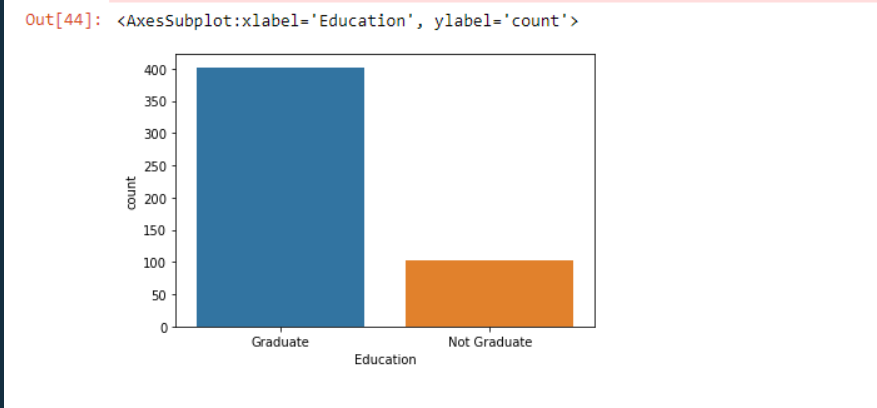 Out[44]: <AxesSubplot:xlabel='Education', ylabel='count'>
400
350
300
250
200
150
100
50
0
count
Graduate Not Graduate
Education